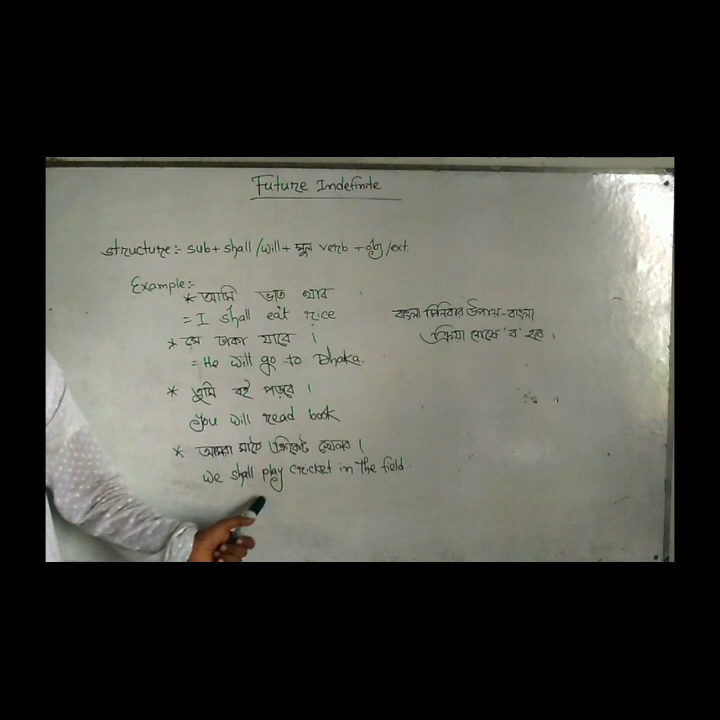 Future Indefinite
structure:- sub + shall /will + মূল verb + obj /ext.
Example:-
* আমি ভাত খাব ।
= I shall eat rice
* সে ঢাকা যাবে ।
= He will go to Dhaka.
* তুমি বই পড়বে ।
You will read book
* আমরা মাঠে ক্রিকেট খেলব ।
we shall play cricket in the field.
বাংলা চিনিবার উপায় - বাংলা
ক্রিয়া শেষে 'ব' হবে ।